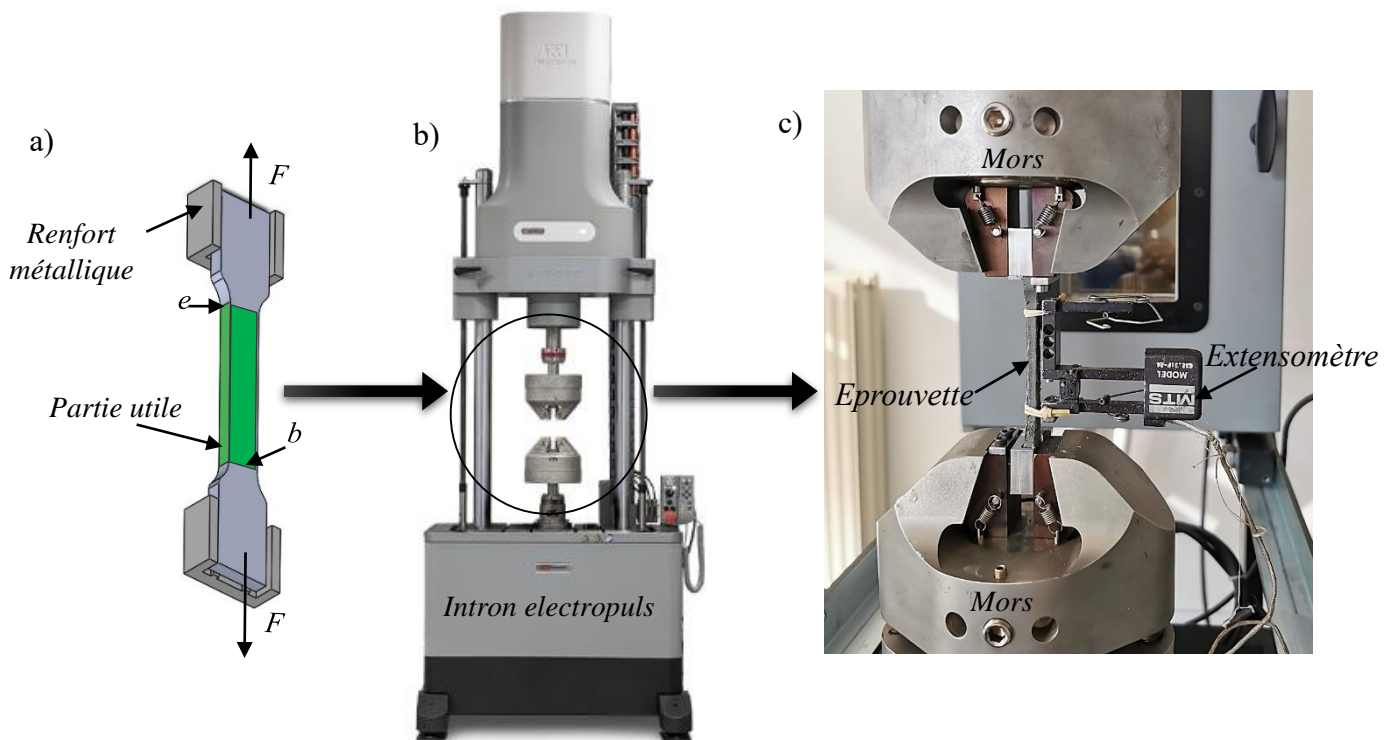 a)
F
Renfort
métallique
e
Partie utile
b
F
b)
Intron electropuls
c)
Mors
Eprouvette
Extensomètre
MODEL
MTS
Mors